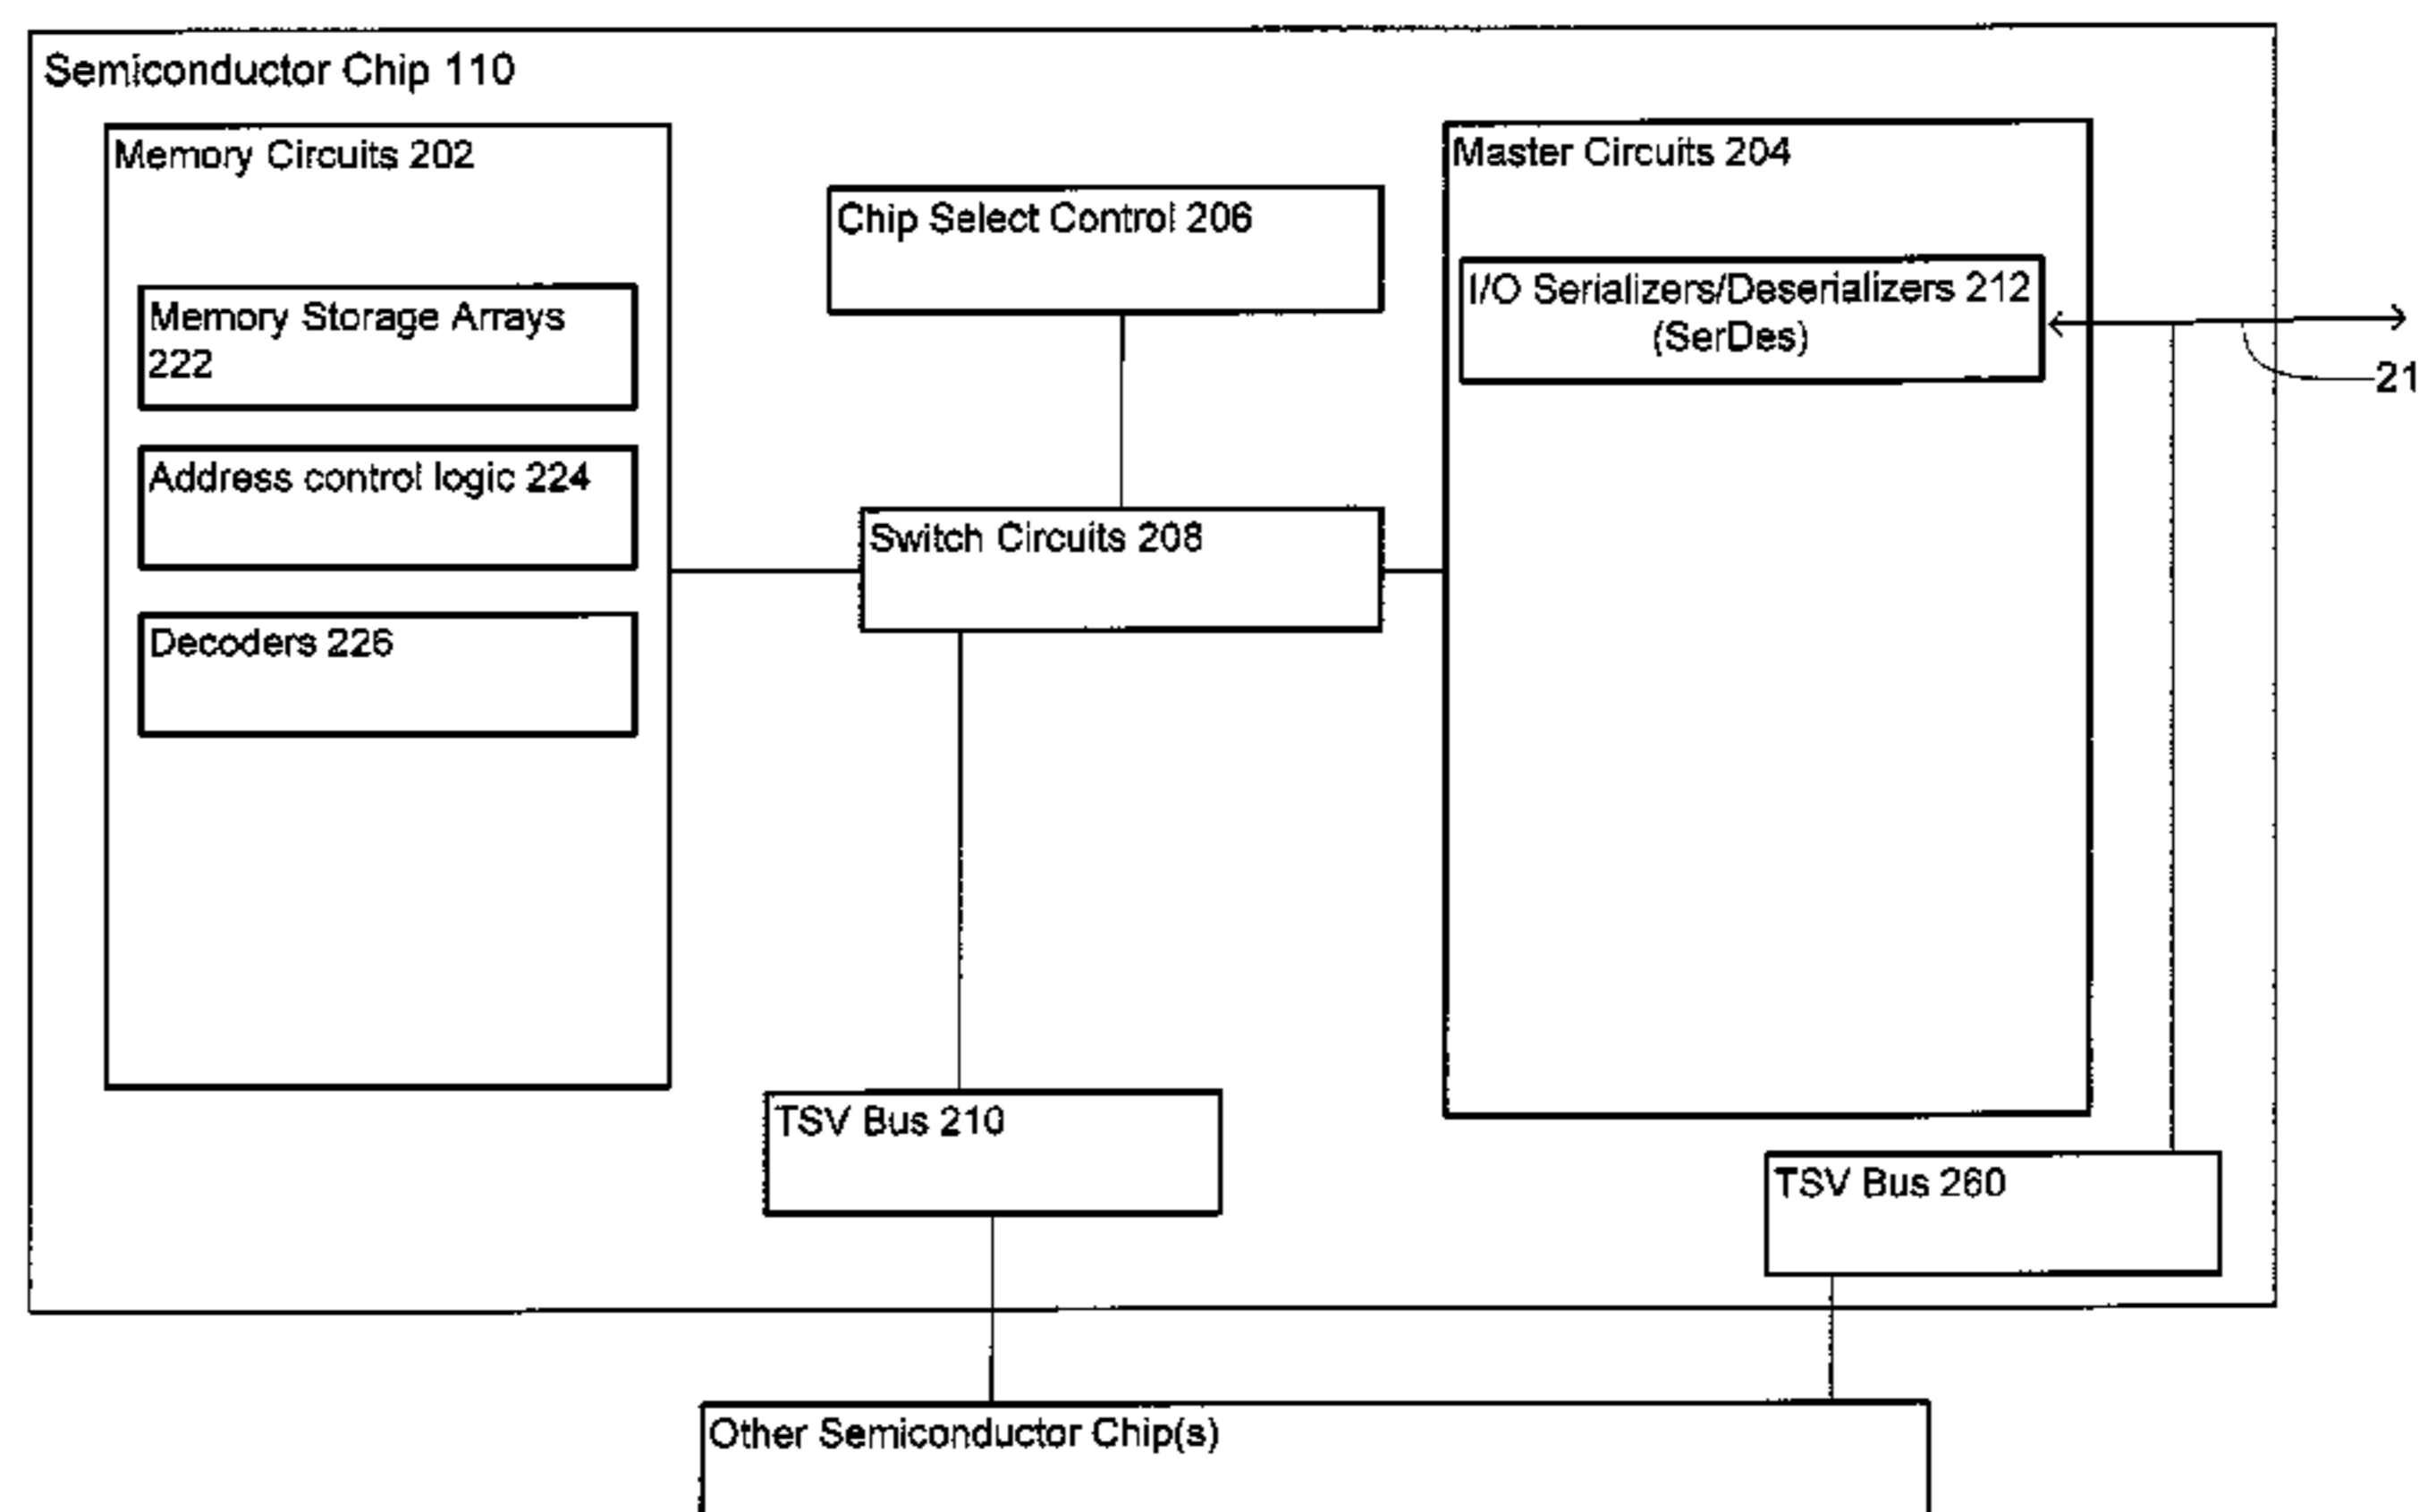 Semiconductor Chip 110
Memory Circuits 202
Master Circuits 204
Chip Select Control 206
I/O Serializers/Deserializers 212
(SerDes)
Memory Storage Arrays
222
21
Address control logic 224
Switch Circuits 208
Decoders 226
TSV Bus 210
TSV Bus 260
Other Semiconductor Chip(s)